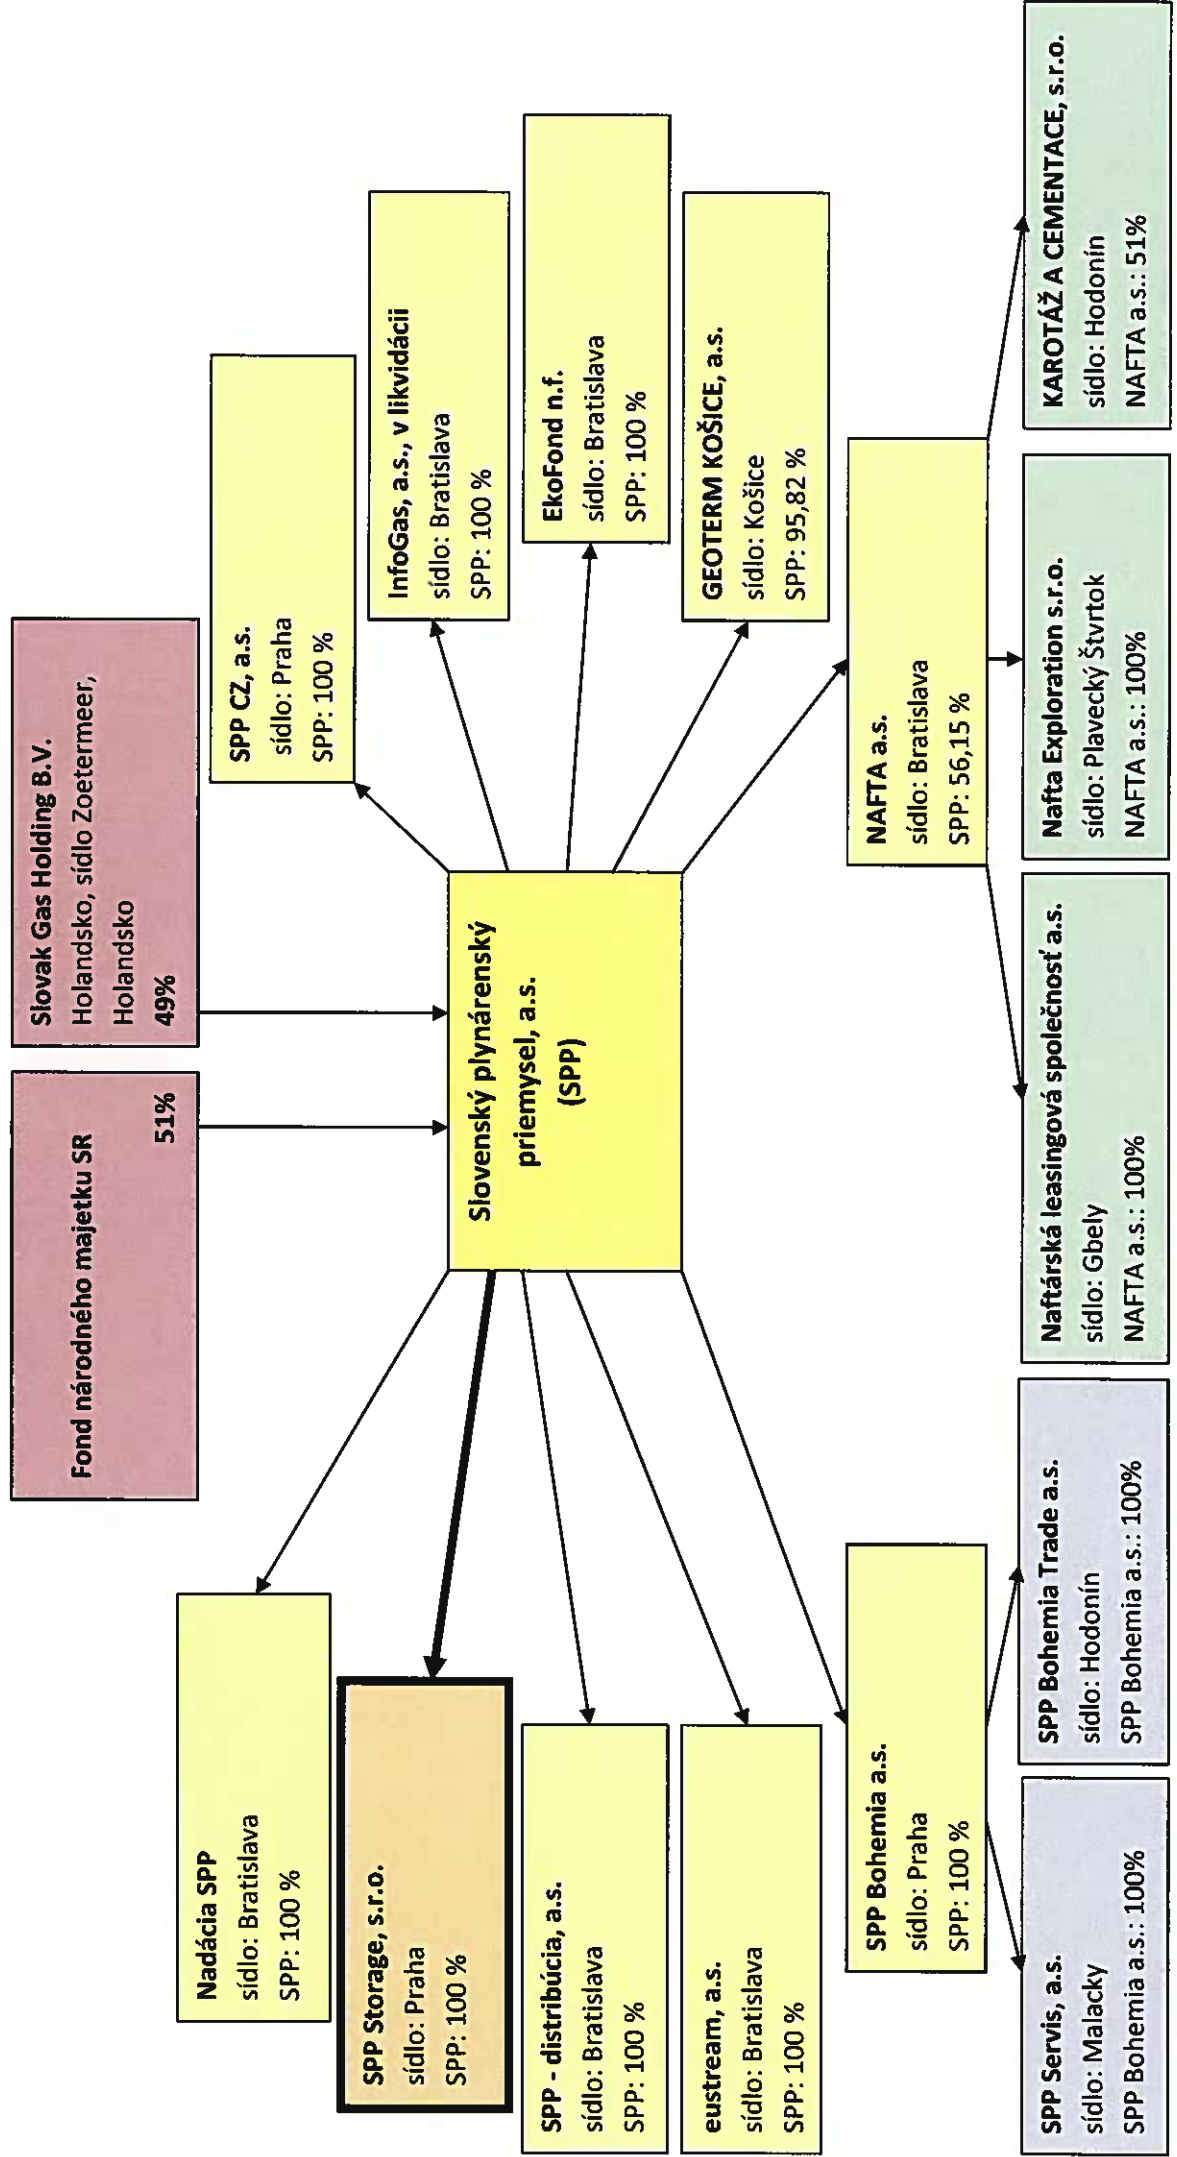 Fond národného majetku SR
51%
Slovak Gas Holding B.V.
Holandsko, sídlo Zoetermeer,
Holandsko
49%
Nadácia SPP
sídlo: Bratislava
SPP: 100 %
SPP CZ, a.s.
sídlo: Praha
SPP: 100 %
SPP Storage, s.r.o.
sídlo: Praha
SPP: 100 %
InfoGas, a.s., v likvidácii
sídlo: Bratislava
SPP: 100 %
Slovenský plynárenský
priemysel, a.s.
(SPP)
SPP - distribúcia, a.s.
sídlo: Bratislava
SPP: 100 %
EkoFond n.f.
sídlo: Bratislava
SPP: 100 %
eustream, a.s.
sídlo: Bratislava
SPP: 100 %
GEOTERM KOŠICE, a.s.
sídlo: Košice
SPP: 95,82 %
SPP Bohemia a.s.
sídlo: Praha
SPP: 100 %
NAFTA a.s.
sídlo: Bratislava
SPP: 56,15 %
SPP Servis, a.s.
sídlo: Malacky
SPP Bohemia a.s.: 100%
SPP Bohemia Trade a.s.
sídlo: Hodonín
SPP Bohemia a.s.: 100%
Naftárská leasingová společnosť a.s.
sídlo: Gbely
NAFTA a.s.: 100%
Nafta Exploration s.r.o.
sídlo: Plavecký Štvrtok
NAFTA a.s.: 100%
KAROTÁŽ A CEMENTACE, s.r.o.
sídlo: Hodonín
NAFTA a.s.: 51%